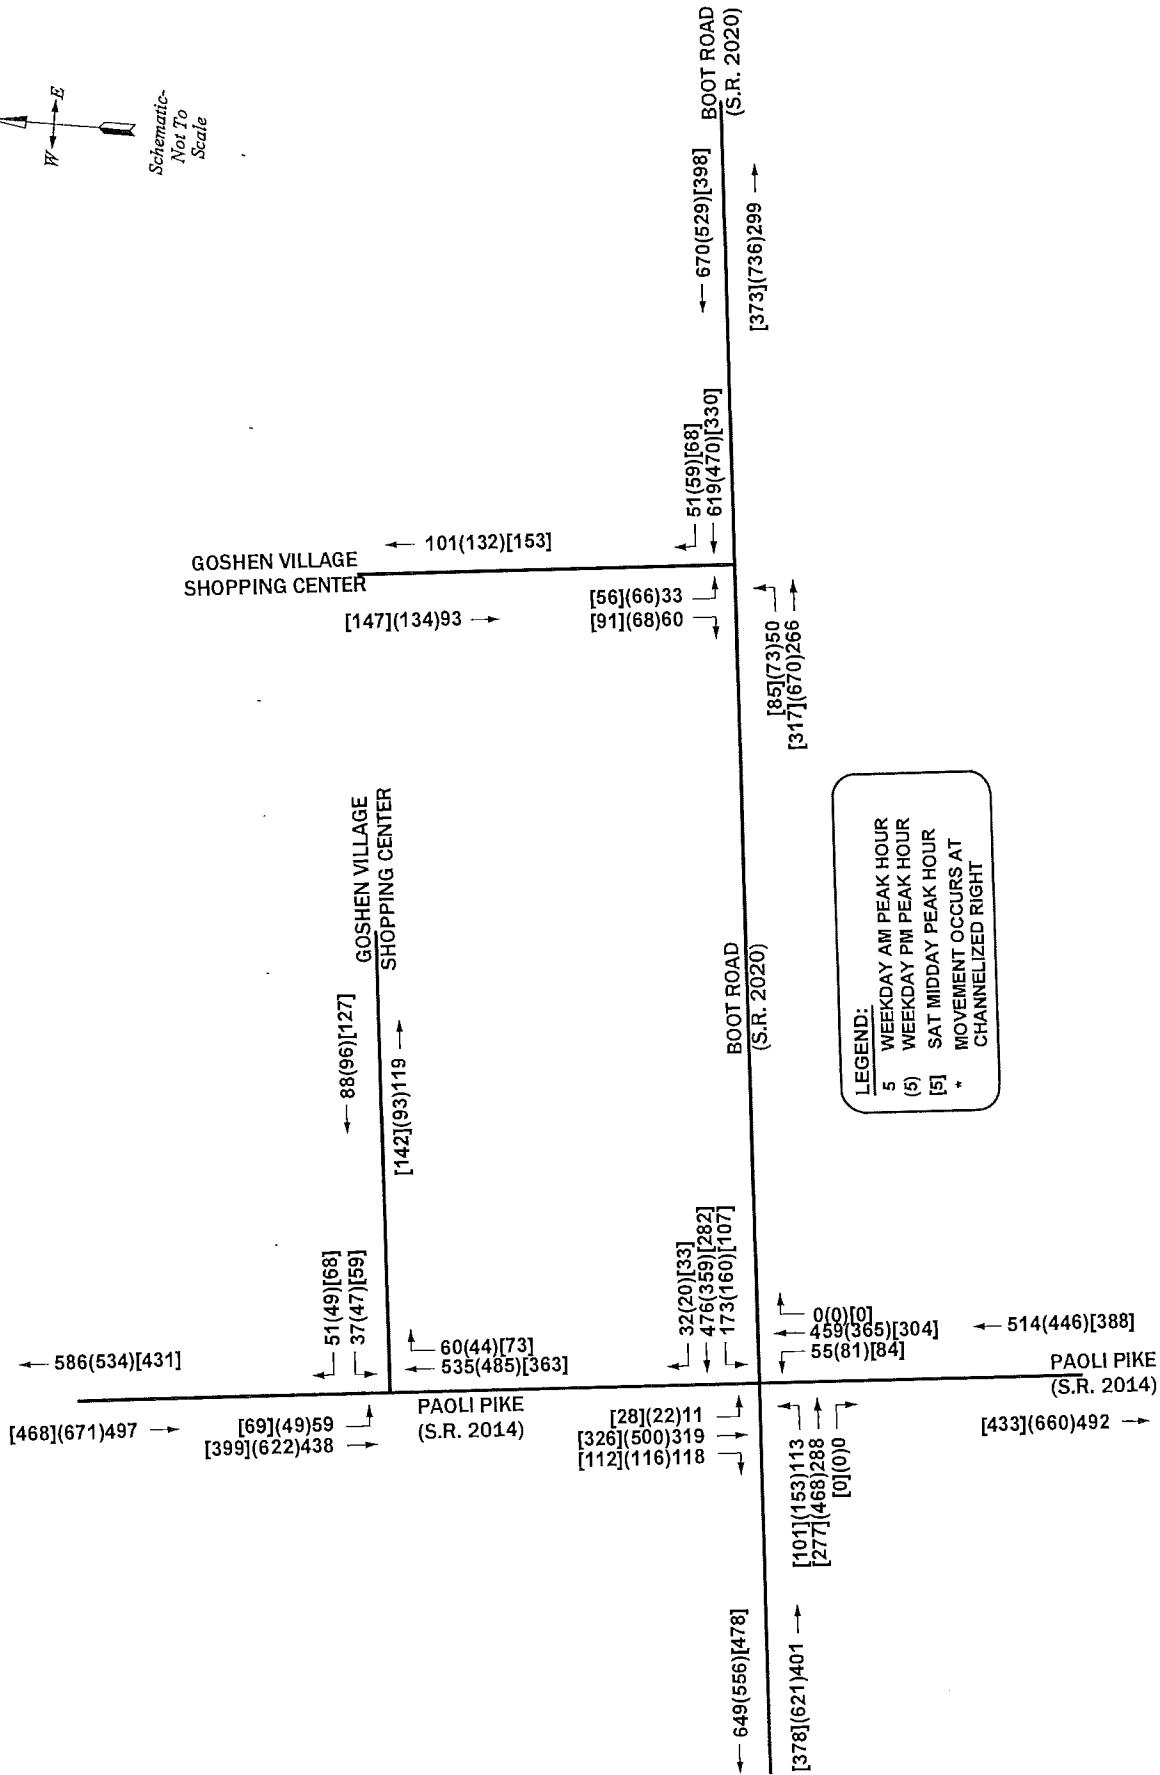 W
E
Schematic-
Not To
Scale
BOOT ROAD
(S.R. 2020)
670(529)[398]
[373](736)299
51(59)[68]
619(470)[330]
GOSHEN VILLAGE
SHOPPING CENTER
101(132)[153]
[147](134)93
[56](66)33
[91](68)60
[85](73)50
[317](670)266
GOSHEN VILLAGE
SHOPPING CENTER
88(96)[127]
[142](93)119
BOOT ROAD
(S.R. 2020)
LEGEND:
5 WEEKDAY AM PEAK HOUR
(5) WEEKDAY PM PEAK HOUR
[5] SAT MIDDAY PEAK HOUR
* MOVEMENT OCCURS AT
CHANNELIZED RIGHT
51(49)[68]
37(47)[59]
586(534)[431]
60(44)[73]
535(485)[363]
[468](671)497
[69](49)59
[399](622)438
PAOLI PIKE
(S.R. 2014)
32(20)[33]
476(359)[282]
173(160)[107]
0(0)[0]
459(365)[304]
55(81)[84]
514(446)[388]
PAOLI PIKE
(S.R. 2014)
[28](22)11
[326](500)319
[112](116)118
[433](660)492
[101](153)113
[277](468)288
[0](0)0
649(556)[478]
[378](621)401